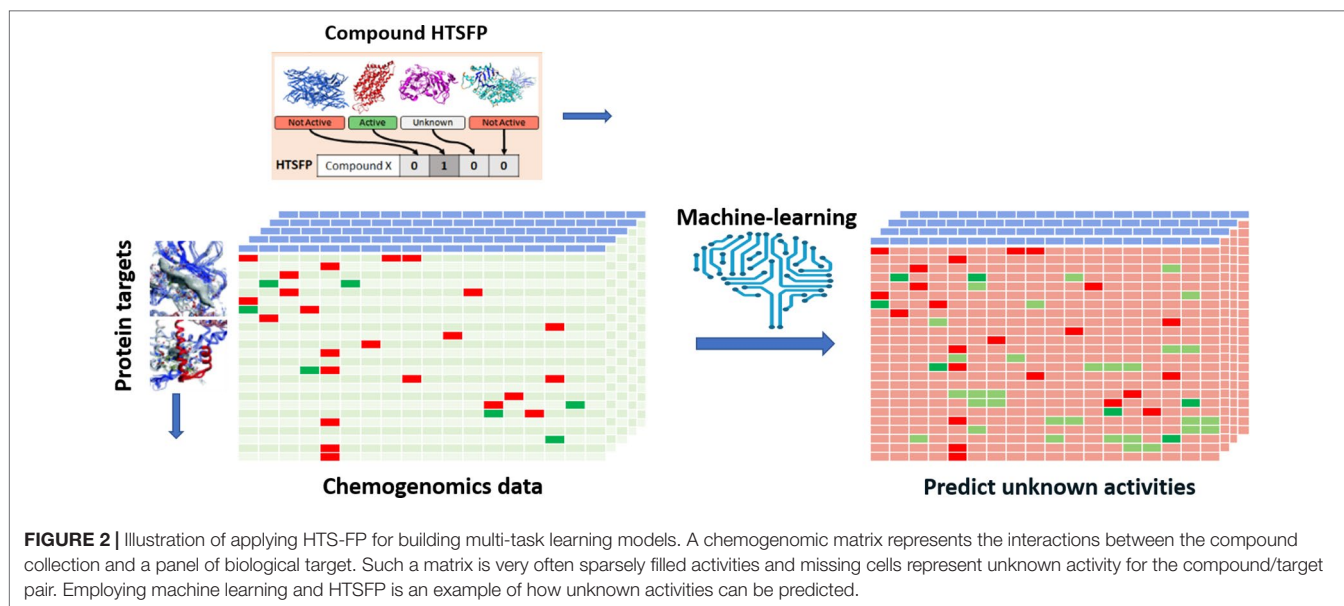 Compound HTSFP
Not Active Active Unknown Not Active
HTSFP Compound X 0 1 0 0
Protein targets
Machine-learning
Chemogenomics data
Predict unknown activities
FIGURE 2 | Illustration of applying HTS-FP for building multi-task learning models. A chemogenomic matrix represents the interactions between the compound
collection and a panel of biological target. Such a matrix is very often sparsely filled activities and missing cells represent unknown activity for the compound/target
pair. Employing machine learning and HTSFP is an example of how unknown activities can be predicted.